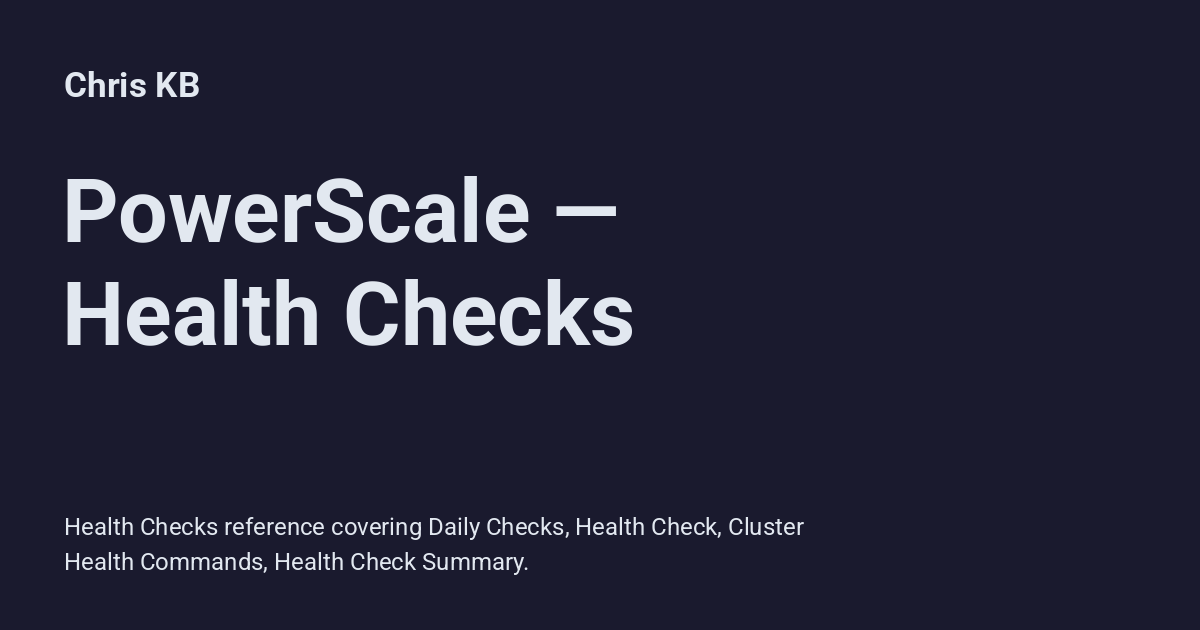 Chris KB
PowerScale —
Health Checks
Health Checks reference covering Daily Checks, Health Check, Cluster
Health Commands, Health Check Summary.